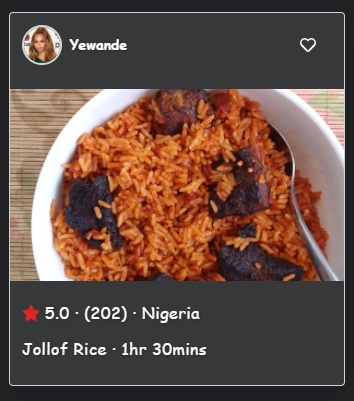 Yewande
5.0 · (202) · Nigeria
Jollof Rice · 1hr 30mins